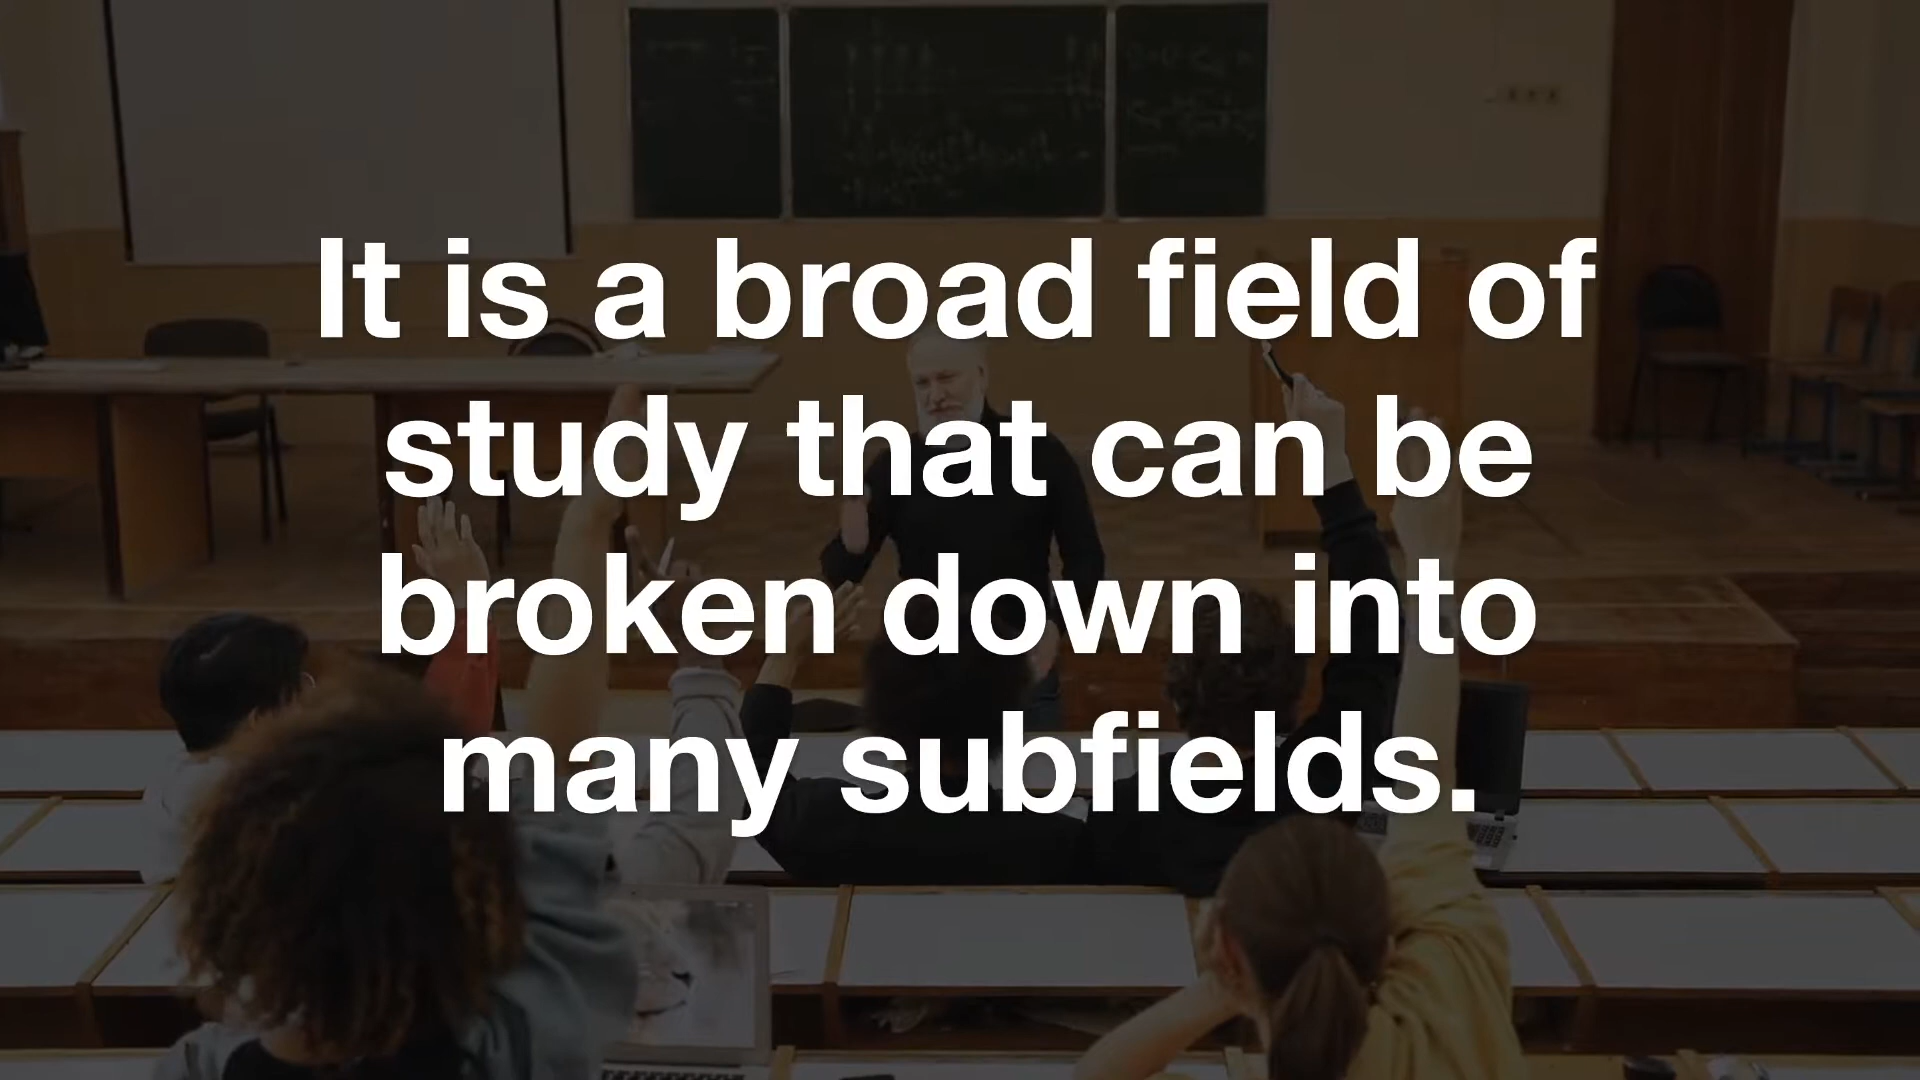 It is a broad field of
study that can be
broken down into
many subfields.